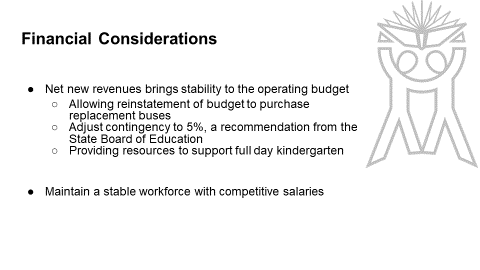 Financial Considerations
● Net new revenues brings stability to the operating budget
○ Allowing reinstatement of budget to purchase
replacement buses
○ Adjust contingency to 5%, a recommendation from the
State Board of Education
○ Providing resources to support full day kindergarten
● Maintain a stable workforce with competitive salaries